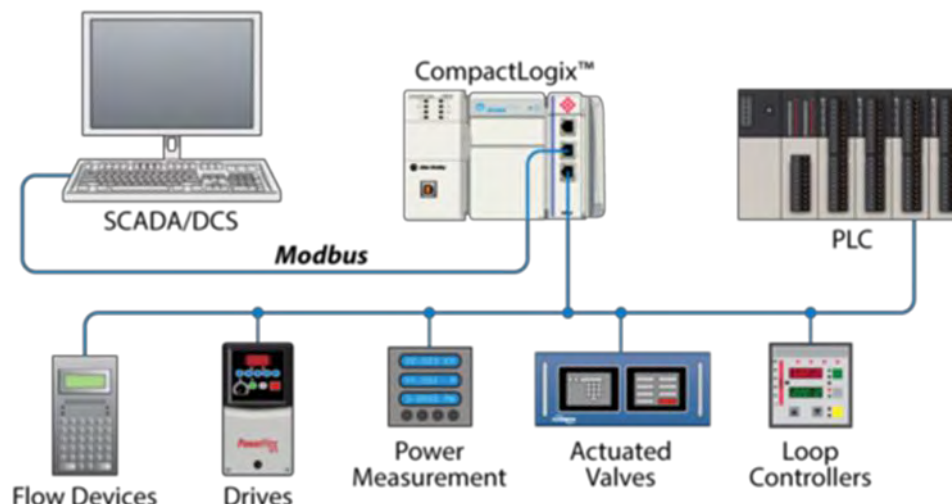 CompactLogix™
SCADA/DCS
PLC
Modbus
Flow Devices
Drives
Power
Measurement
Actuated
Valves
Loop
Controllers